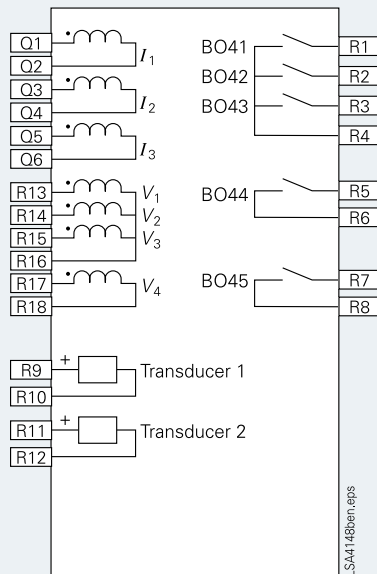 Q1
Q2
I1
Q3
Q4
I2
Q5
Q6
I3
R13
V1
R14
V2
R15
V3
R16
R17
V4
R18
R9
+
Transducer 1
R10
R11
+
Transducer 2
R12
BO41
R1
BO42
R2
BO43
R3
R4
BO44
R5
R6
BO45
R7
R8
LSA4148ben.eps